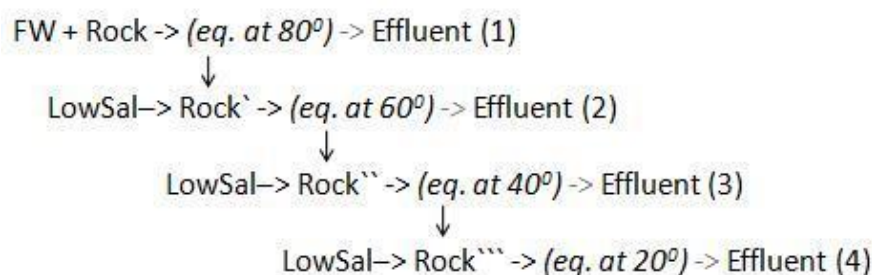 FW + Rock -> (eq. at 80⁰) -> Effluent (1)
LowSal–> Rock` -> (eq. at 60⁰) -> Effluent (2)
LowSal–> Rock`` -> (eq. at 40⁰) -> Effluent (3)
LowSal–> Rock``` -> (eq. at 20⁰) -> Effluent (4)